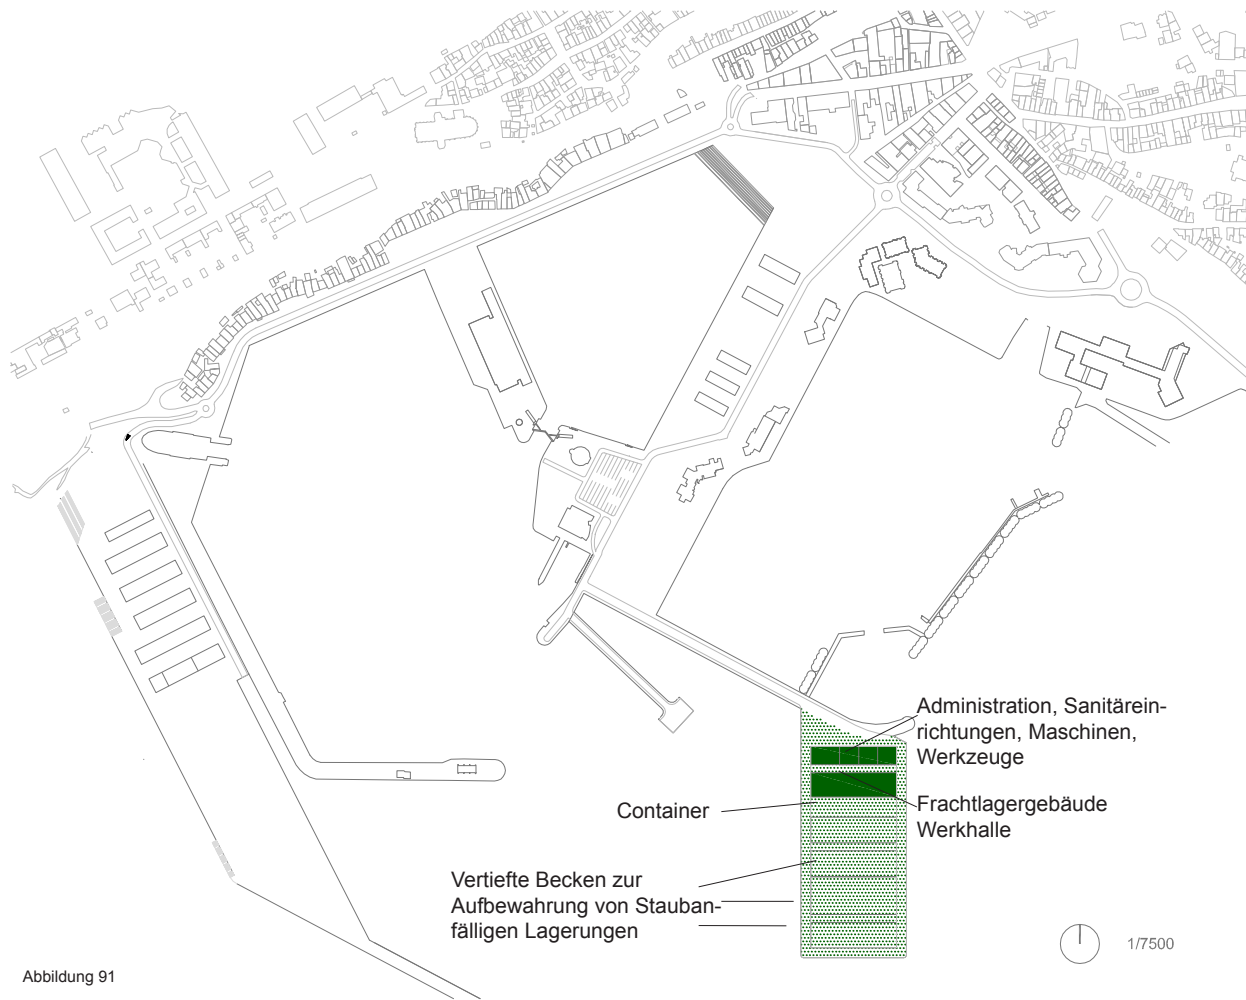 Administration, Sanitärein-
richtungen, Maschinen,
Werkzeuge
Container
Frachtlagergebäude
Werkhalle
Vertiefte Becken zur
Aufbewahrung von Stauban-
fälligen Lagerungen
1/7500
Abbildung 91